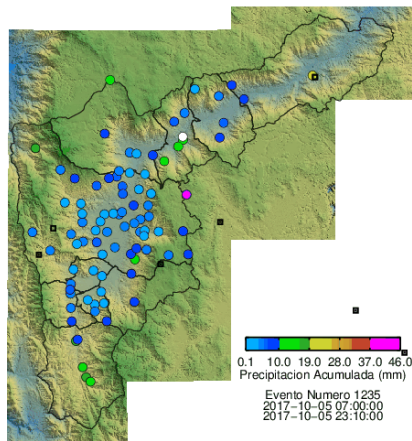 0.1 10.0 19.0 28.0 37.0 46.0
Precipitacion Acumulada (mm)
Evento Numero 1235
2017-10-05 07:00:00
2017-10-05 23:10:00